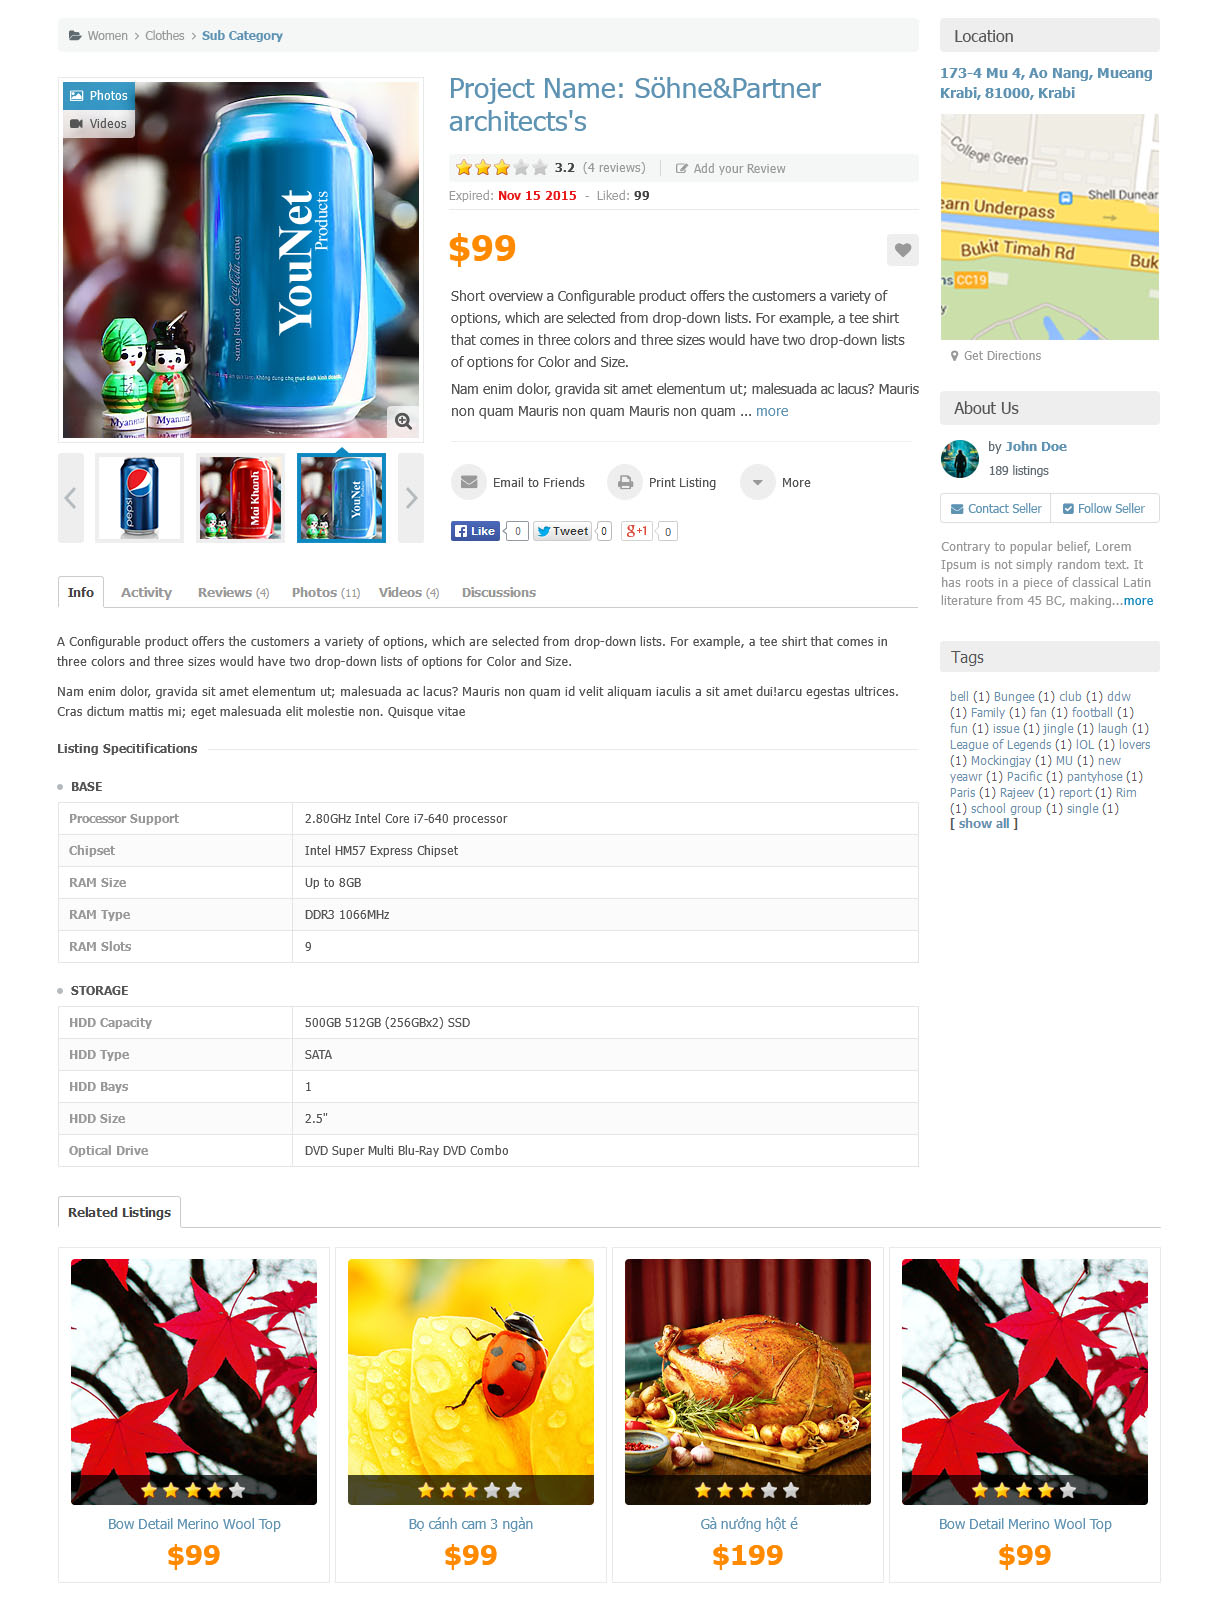 Women > Clothes > Sub Category
Photos
Videos
YouNet
Products
sang khoái Coca-Cola cùng
Myanmar
Myanmar
pepsi
Mai Khanh
YouNet
Project Name: Söhne&Partner
architects's
3.2 (4 reviews) Add your Review
Expired: Nov 15 2015 - Liked: 99
$99
Short overview a Configurable product offers the customers a variety of
options, which are selected from drop-down lists. For example, a tee shirt
that comes in three colors and three sizes would have two drop-down lists
of options for Color and Size.
Nam enim dolor, gravida sit amet elementum ut; malesuada ac lacus? Mauris
non quam Mauris non quam Mauris non quam ... more
Email to Friends Print Listing More
Like 0 Tweet 0 g+1 0
Info Activity Reviews (4) Photos (11) Videos (4) Discussions
A Configurable product offers the customers a variety of options, which are selected from drop-down lists. For example, a tee shirt that comes in
three colors and three sizes would have two drop-down lists of options for Color and Size.
Nam enim dolor, gravida sit amet elementum ut; malesuada ac lacus? Mauris non quam id velit aliquam iaculis a sit amet dui!arcu egestas ultrices.
Cras dictum mattis mi; eget malesuada elit molestie non. Quisque vitae
Listing Specitifications
BASE
Processor Support 2.80GHz Intel Core i7-640 processor
Chipset Intel HM57 Express Chipset
RAM Size Up to 8GB
RAM Type DDR3 1066MHz
RAM Slots 9
STORAGE
HDD Capacity 500GB 512GB (256GBx2) SSD
HDD Type SATA
HDD Bays 1
HDD Size 2.5"
Optical Drive DVD Super Multi Blu-Ray DVD Combo
Location
173-4 Mu 4, Ao Nang, Mueang
Krabi, 81000, Krabi
College Green
Shell Dunear
earn Underpass
Bukit Timah Rd
Buk
ns CC19
y
Get Directions
About Us
by John Doe
189 listings
Contact Seller Follow Seller
Contrary to popular belief, Lorem
Ipsum is not simply random text. It
has roots in a piece of classical Latin
literature from 45 BC, making...more
Tags
bell (1) Bungee (1) club (1) ddw
(1) Family (1) fan (1) football (1)
fun (1) issue (1) jingle (1) laugh (1)
League of Legends (1) lOL (1) lovers
(1) Mockingjay (1) MU (1) new
yeawr (1) Pacific (1) pantyhose (1)
Paris (1) Rajeev (1) report (1) Rim
(1) school group (1) single (1)
[ show all ]
Related Listings
Bow Detail Merino Wool Top
$99
Bọ cánh cam 3 ngàn
$99
Gà nướng hột é
$199
Bow Detail Merino Wool Top
$99